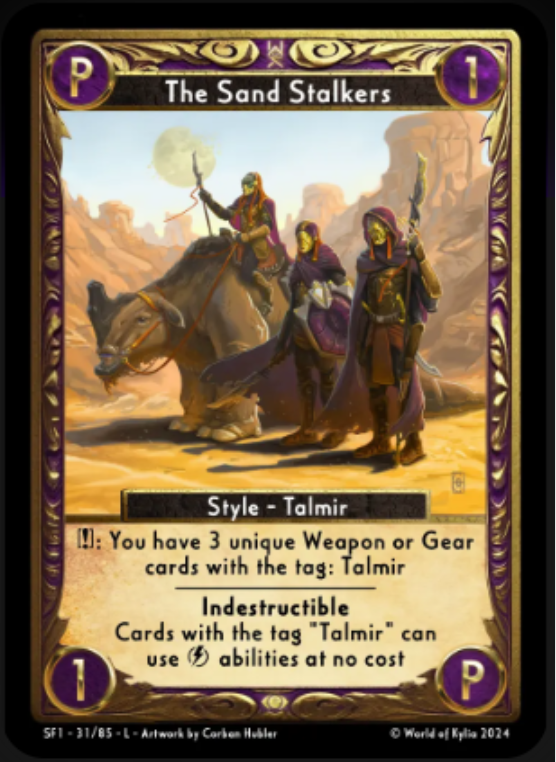 P 1
The Sand Stalkers
Style - Talmir
[!]: You have 3 unique Weapon or Gear
cards with the tag: Talmir
Indestructible
Cards with the tag "Talmir" can
use abilities at no cost
1 P
SF1 - 31/85 - L - Artwork by Corban Hubler
© World of Kylia 2024